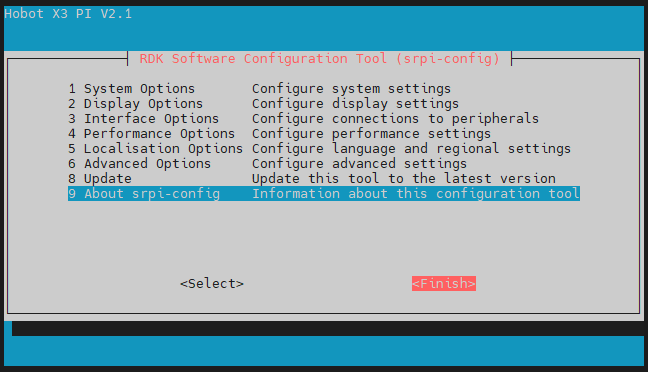 Hobot X3 PI V2.1
RDK Software Configuration Tool (srpi-config)
1 System Options Configure system settings
2 Display Options Configure display settings
3 Interface Options Configure connections to peripherals
4 Performance Options Configure performance settings
5 Localisation Options Configure language and regional settings
6 Advanced Options Configure advanced settings
8 Update Update this tool to the latest version
9 About srpi-config Information about this configuration tool
<Select> <Finish>